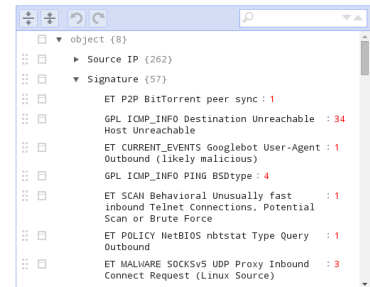 object {8}
Source IP {262}
Signature {57}
ET P2P BitTorrent peer sync : 1
GPL ICMP_INFO Destination Unreachable : 34
Host Unreachable
ET CURRENT_EVENTS Googlebot User-Agent : 1
Outbound (likely malicious)
GPL ICMP_INFO PING BSDtype : 4
ET SCAN Behavioral Unusually fast : 1
inbound Telnet Connections, Potential
Scan or Brute Force
ET POLICY NetBIOS nbtstat Type Query : 1
Outbound
ET MALWARE SOCKSv5 UDP Proxy Inbound : 3
Connect Request (Linux Source)